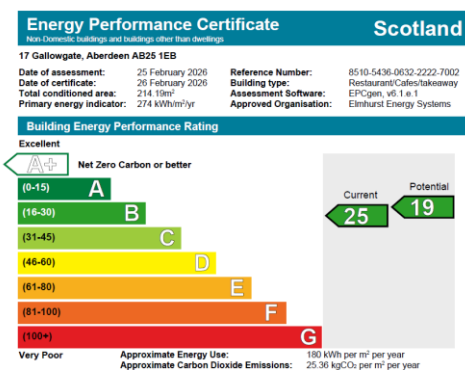 Energy Performance Certificate Scotland
Non-Domestic buildings and buildings other than dwellings
17 Gallowgate, Aberdeen AB25 1EB
Date of assessment: 25 February 2026 Reference Number: 8510-5436-0632-2222-7002
Date of certificate: 26 February 2026 Building type: Restaurant/Cafes/takeaway
Total conditioned area: 214.19m² Assessment Software: EPCgen, v6.1.e.1
Primary energy indicator: 274 kWh/m²/yr Approved Organisation: Elmhurst Energy Systems
Building Energy Performance Rating
Excellent
A+ Net Zero Carbon or better
(0-15) A
(16-30) B
(31-45) C
(46-60) D
(61-80) E
(81-100) F
(100+) G
Current
25
Potential
19
Very Poor
Approximate Energy Use: 180 kWh per m² per year
Approximate Carbon Dioxide Emissions: 25.36 kgCO₂ per m² per year